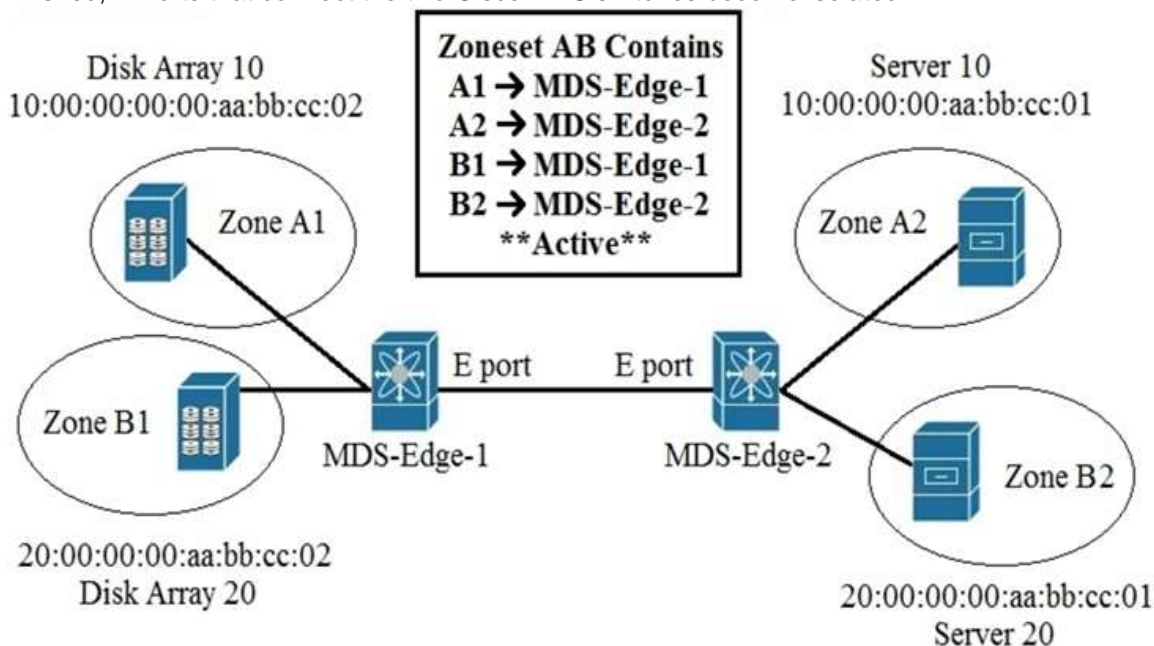 Zoneset AB Contains
A1 → MDS-Edge-1
A2 → MDS-Edge-2
B1 → MDS-Edge-1
B2 → MDS-Edge-2
**Active**
Disk Array 10
10:00:00:00:00:aa:bb:cc:02
Server 10
10:00:00:00:aa:bb:cc:01
Zone A1
Zone A2
E port
E port
Zone B1
MDS-Edge-1
MDS-Edge-2
Zone B2
20:00:00:00:aa:bb:cc:02
Disk Array 20
20:00:00:00:aa:bb:cc:01
Server 20